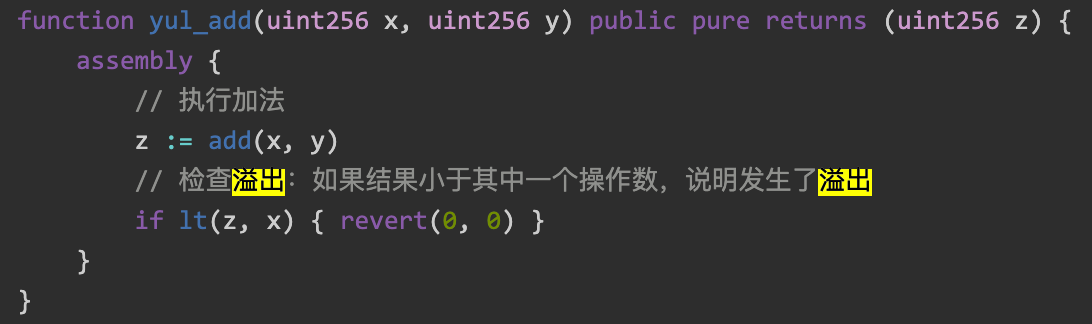 function yul_add(uint256 x, uint256 y) public pure returns (uint256 z) {
    assembly {
        // 执行加法
        z := add(x, y)
        // 检查溢出：如果结果小于其中一个操作数，说明发生了溢出
        if lt(z, x) { revert(0, 0) }
    }
}